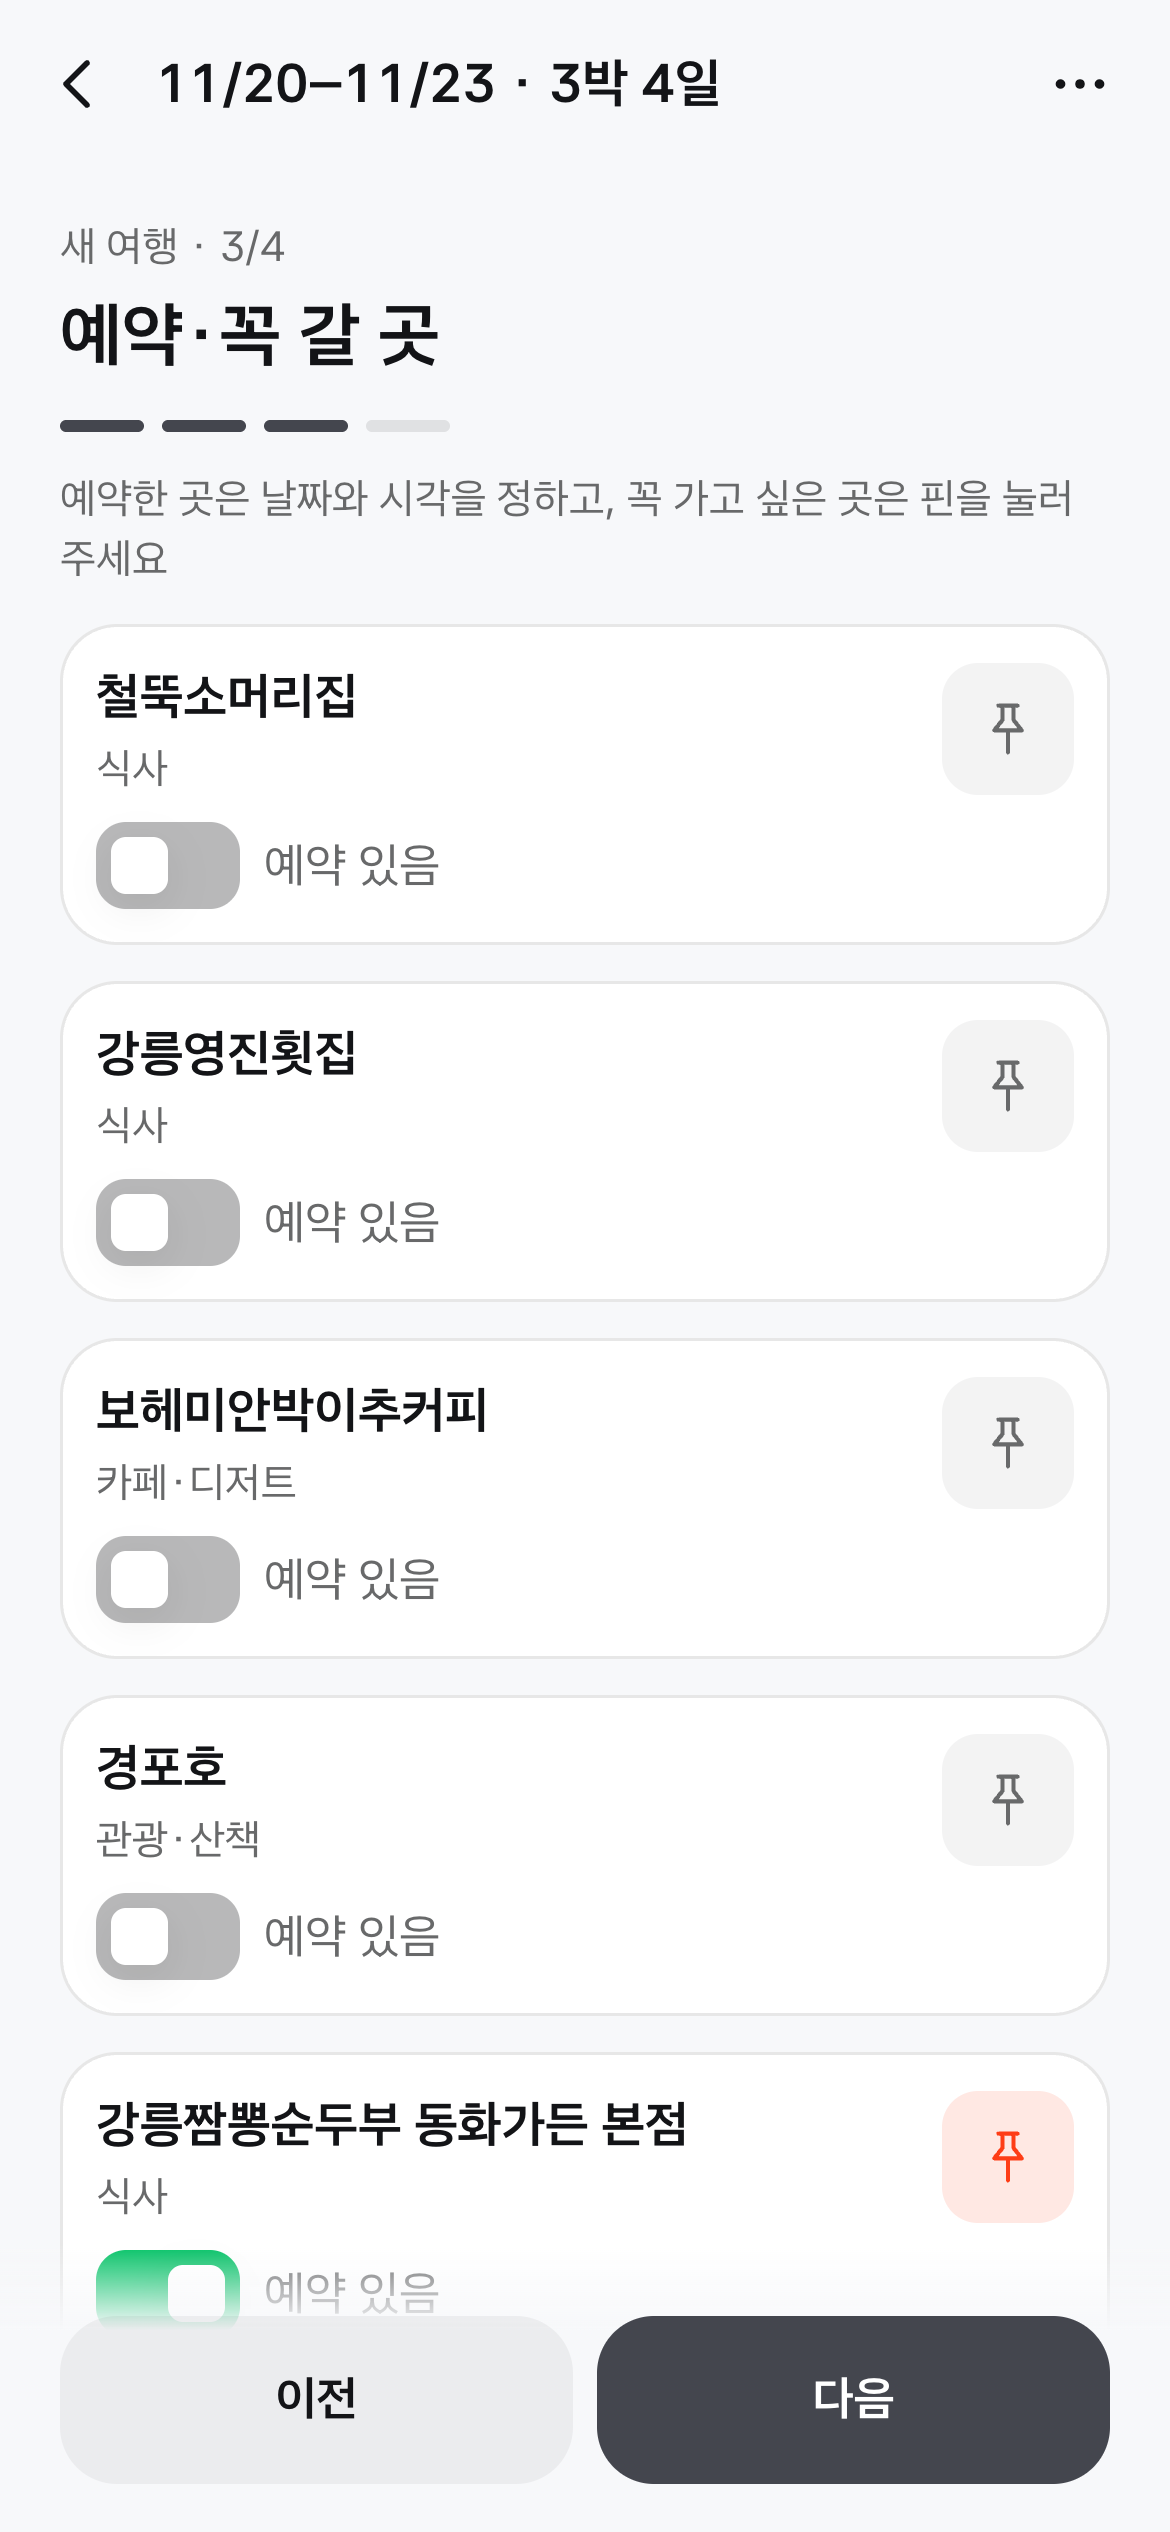 11/20–11/23 · 3박 4일
새 여행 · 3/4
예약·꼭 갈 곳
예약한 곳은 날짜와 시각을 정하고, 꼭 가고 싶은 곳은 핀을 눌러
주세요
철뚝소머리집
식사
예약 있음
강릉영진횟집
식사
예약 있음
보헤미안박이추커피
카페·디저트
예약 있음
경포호
관광·산책
예약 있음
강릉짬뽕순두부 동화가든 본점
식사
예약 있음
이전
다음